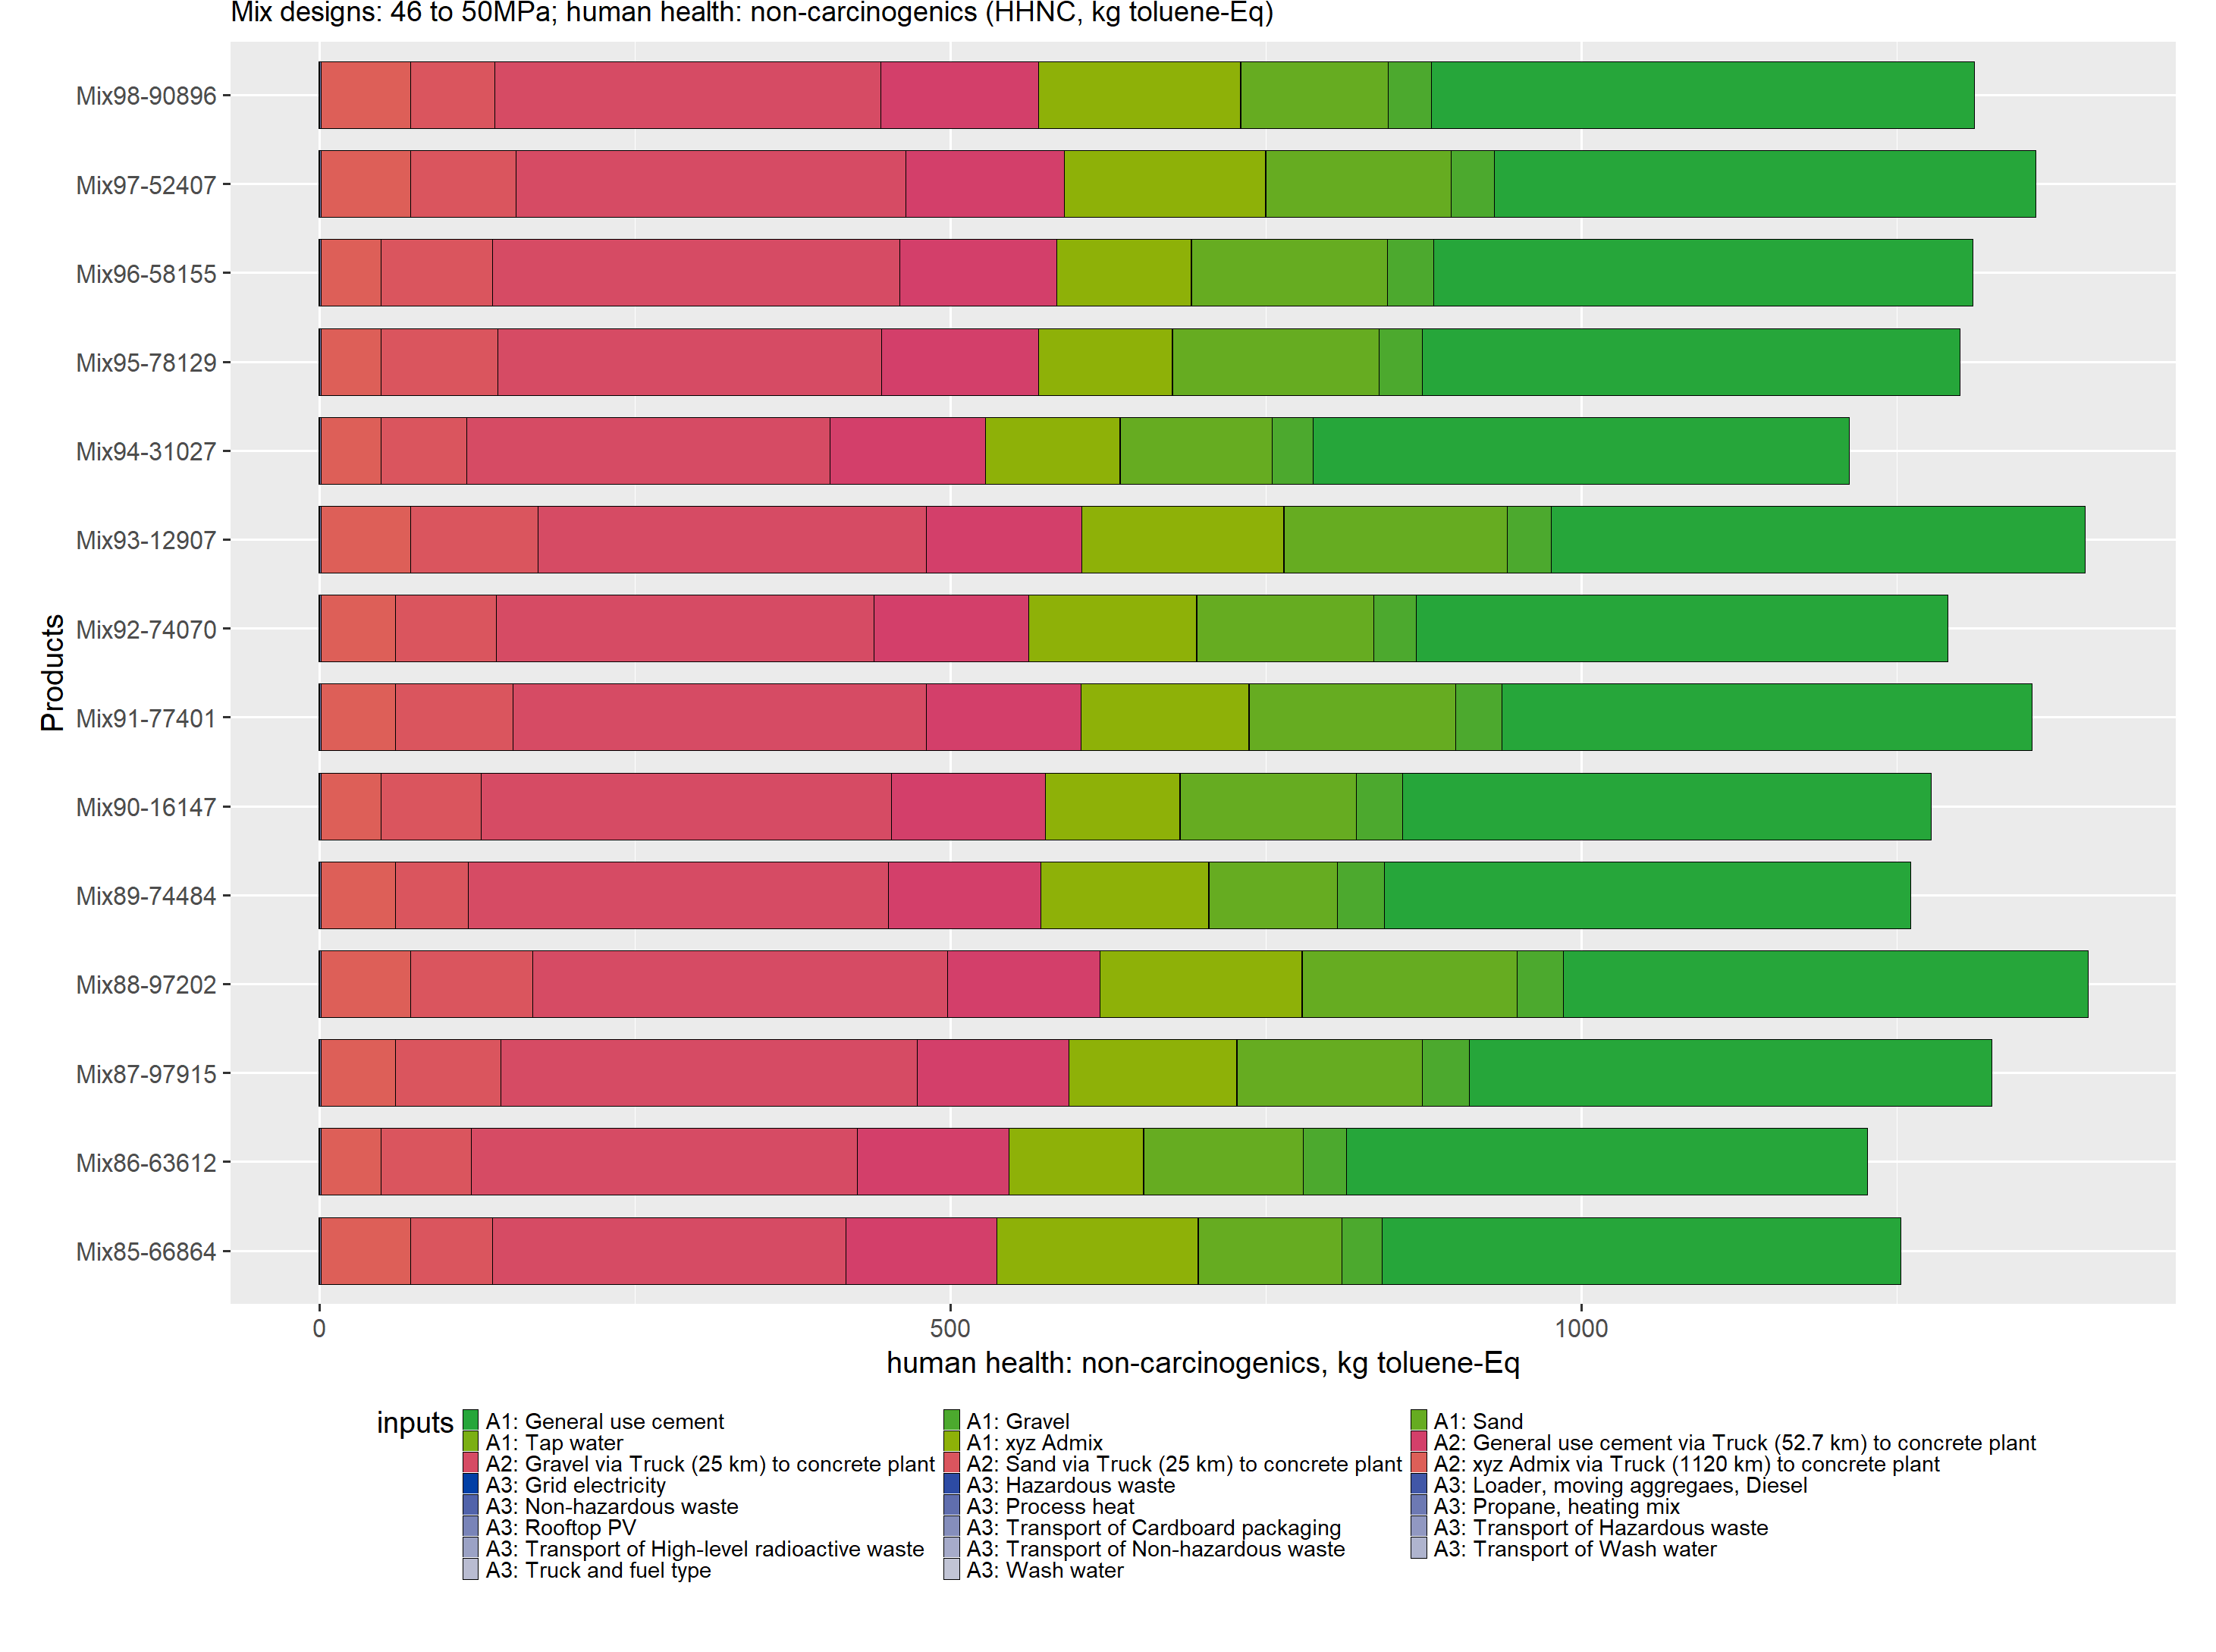 Mix designs: 46 to 50MPa; human health: non-carcinogenics (HHNC, kg toluene-Eq)
Products
Mix98-90896
Mix97-52407
Mix96-58155
Mix95-78129
Mix94-31027
Mix93-12907
Mix92-74070
Mix91-77401
Mix90-16147
Mix89-74484
Mix88-97202
Mix87-97915
Mix86-63612
Mix85-66864
0 500 1000
human health: non-carcinogenics, kg toluene-Eq
inputs
A1: General use cement A1: Gravel A1: Sand
A1: Tap water A1: xyz Admix A2: General use cement via Truck (52.7 km) to concrete plant
A2: Gravel via Truck (25 km) to concrete plant A2: Sand via Truck (25 km) to concrete plant A2: xyz Admix via Truck (1120 km) to concrete plant
A3: Grid electricity A3: Hazardous waste A3: Loader, moving aggregaes, Diesel
A3: Non-hazardous waste A3: Process heat A3: Propane, heating mix
A3: Rooftop PV A3: Transport of Cardboard packaging A3: Transport of Hazardous waste
A3: Transport of High-level radioactive waste A3: Transport of Non-hazardous waste A3: Transport of Wash water
A3: Truck and fuel type A3: Wash water